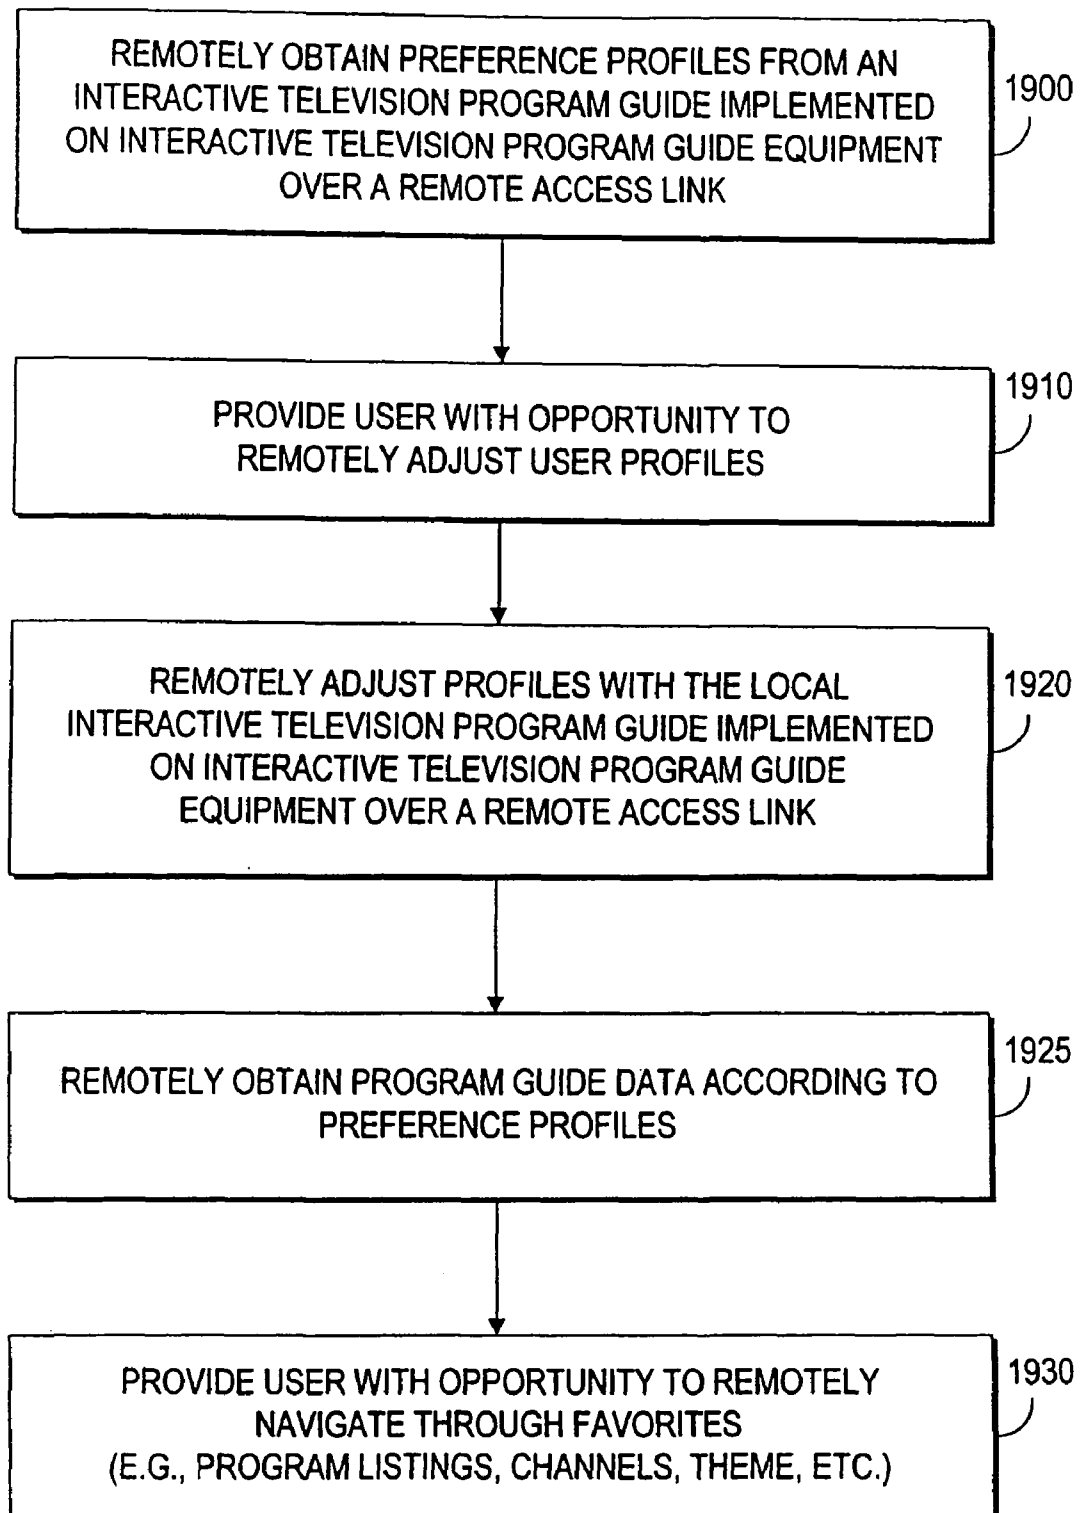 REMOTELY OBTAIN PREFERENCE PROFILES FROM AN
INTERACTIVE TELEVISION PROGRAM GUIDE IMPLEMENTED
ON INTERACTIVE TELEVISION PROGRAM GUIDE EQUIPMENT
OVER A REMOTE ACCESS LINK
1900
PROVIDE USER WITH OPPORTUNITY TO
REMOTELY ADJUST USER PROFILES
1910
REMOTELY ADJUST PROFILES WITH THE LOCAL
INTERACTIVE TELEVISION PROGRAM GUIDE IMPLEMENTED
ON INTERACTIVE TELEVISION PROGRAM GUIDE
EQUIPMENT OVER A REMOTE ACCESS LINK
1920
REMOTELY OBTAIN PROGRAM GUIDE DATA ACCORDING TO
PREFERENCE PROFILES
1925
PROVIDE USER WITH OPPORTUNITY TO REMOTELY
NAVIGATE THROUGH FAVORITES
(E.G., PROGRAM LISTINGS, CHANNELS, THEME, ETC.)
1930